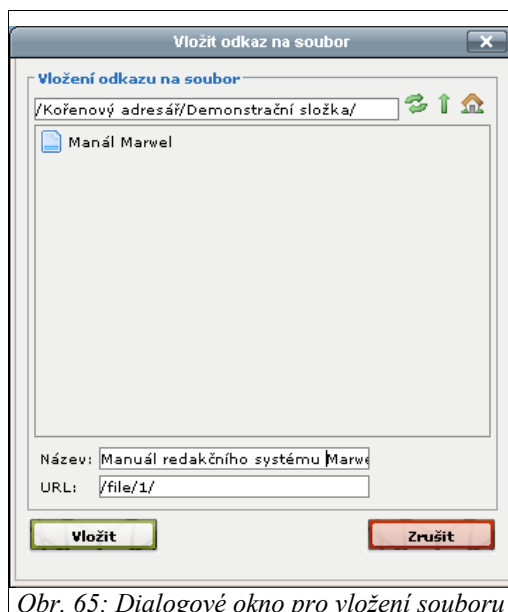 Vložit odkaz na soubor
Vložení odkazu na soubor
/Kořenový adresář/Demonstrační složka/
Manál Marwel
Název: Manuál redakčního systému Marwe
URL: /file/1/
Vložit Zrušit
Obr. 65: Dialogové okno pro vložení souboru